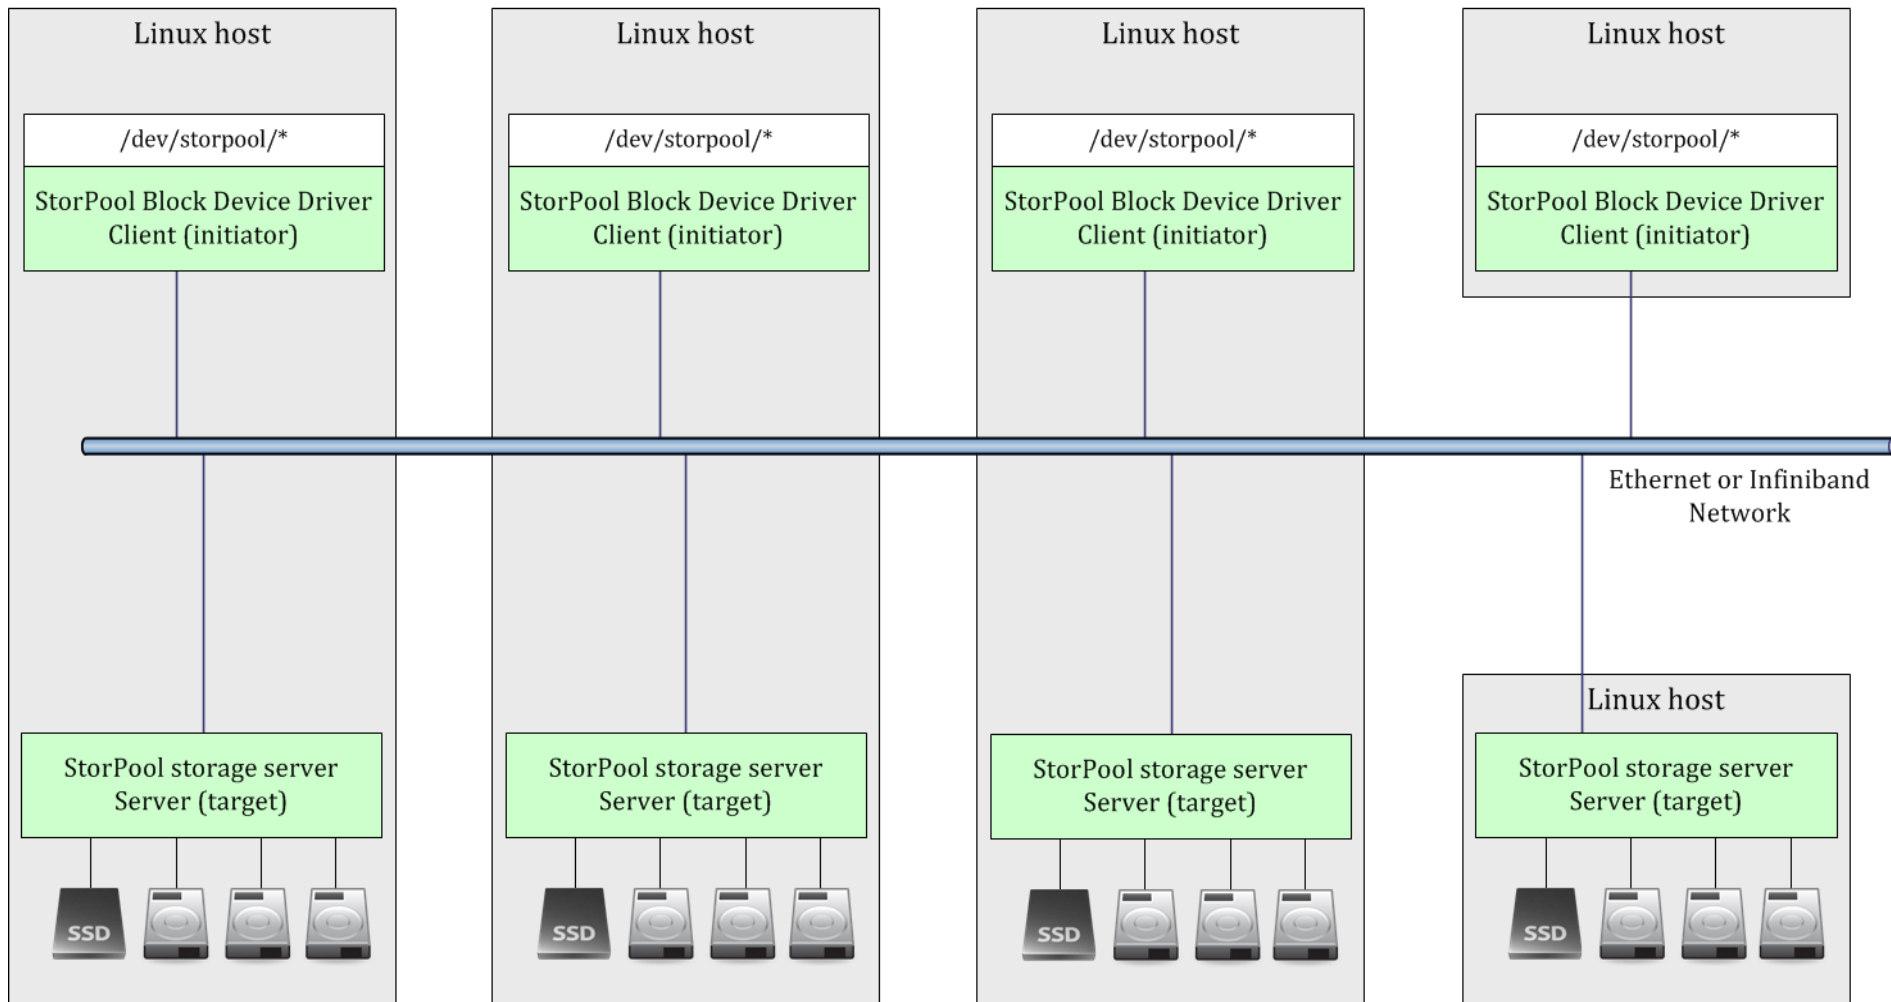 Linux host
Linux host
Linux host
Linux host
/dev/storpool/*
/dev/storpool/*
/dev/storpool/*
/dev/storpool/*
StorPool Block Device Driver
Client (initiator)
StorPool Block Device Driver
Client (initiator)
StorPool Block Device Driver
Client (initiator)
StorPool Block Device Driver
Client (initiator)
Ethernet or Infiniband
Network
Linux host
StorPool storage server
Server (target)
StorPool storage server
Server (target)
StorPool storage server
Server (target)
StorPool storage server
Server (target)
SSD
SSD
SSD
SSD